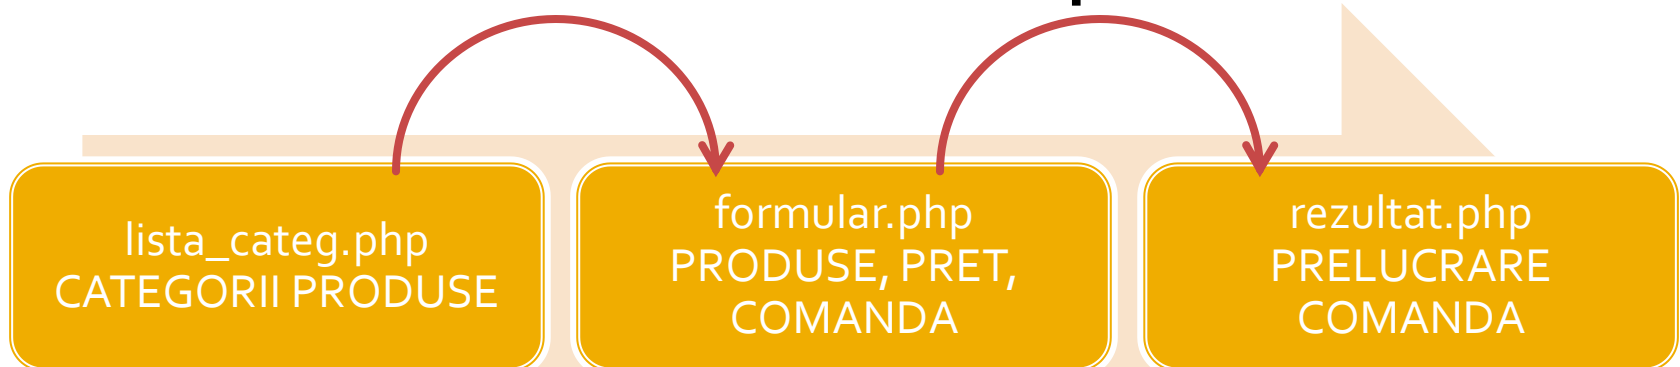 lista_categ.php
CATEGORII PRODUSE
formular.php
PRODUSE, PRET,
COMANDA
rezultat.php
PRELUCRARE
COMANDA